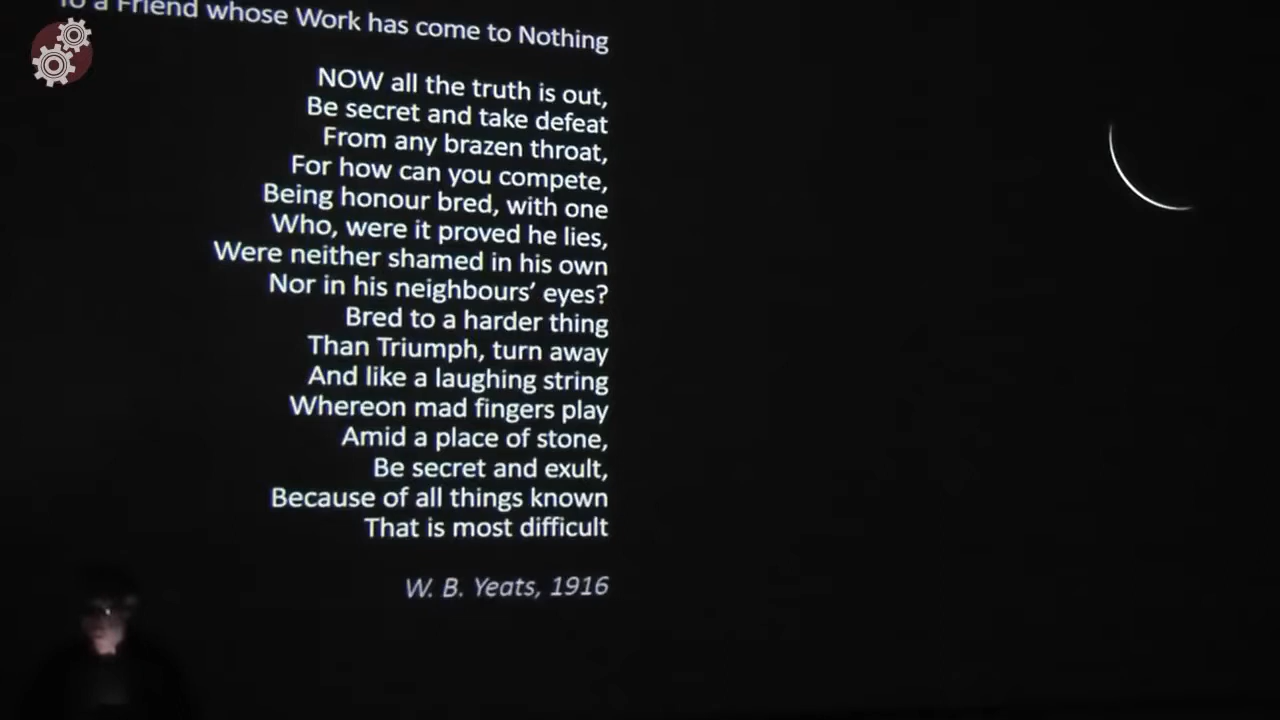 To a Friend whose Work has come to Nothing
NOW all the truth is out,
Be secret and take defeat
From any brazen throat,
For how can you compete,
Being honour bred, with one
Who, were it proved he lies,
Were neither shamed in his own
Nor in his neighbours’ eyes?
Bred to a harder thing
Than Triumph, turn away
And like a laughing string
Whereon mad fingers play
Amid a place of stone,
Be secret and exult,
Because of all things known
That is most difficult
W. B. Yeats, 1916